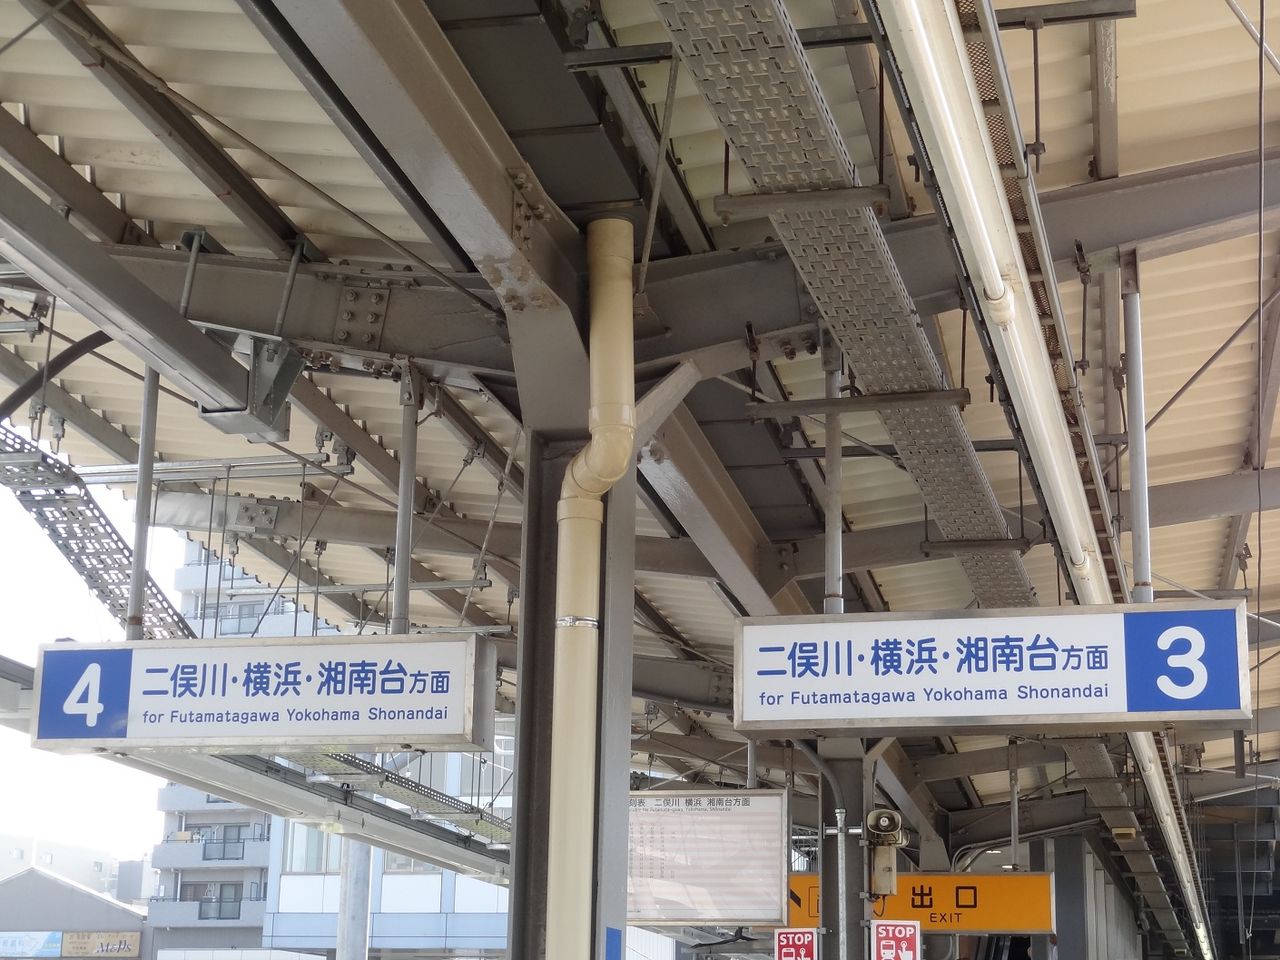 4
二俣川・横浜・湘南台方面
for Futamatagawa Yokohama Shonandai
二俣川・横浜・湘南台方面
for Futamatagawa Yokohama Shonandai
3
刻表 二俣川 横浜 湘南台方面
出口
EXIT
STOP
STOP